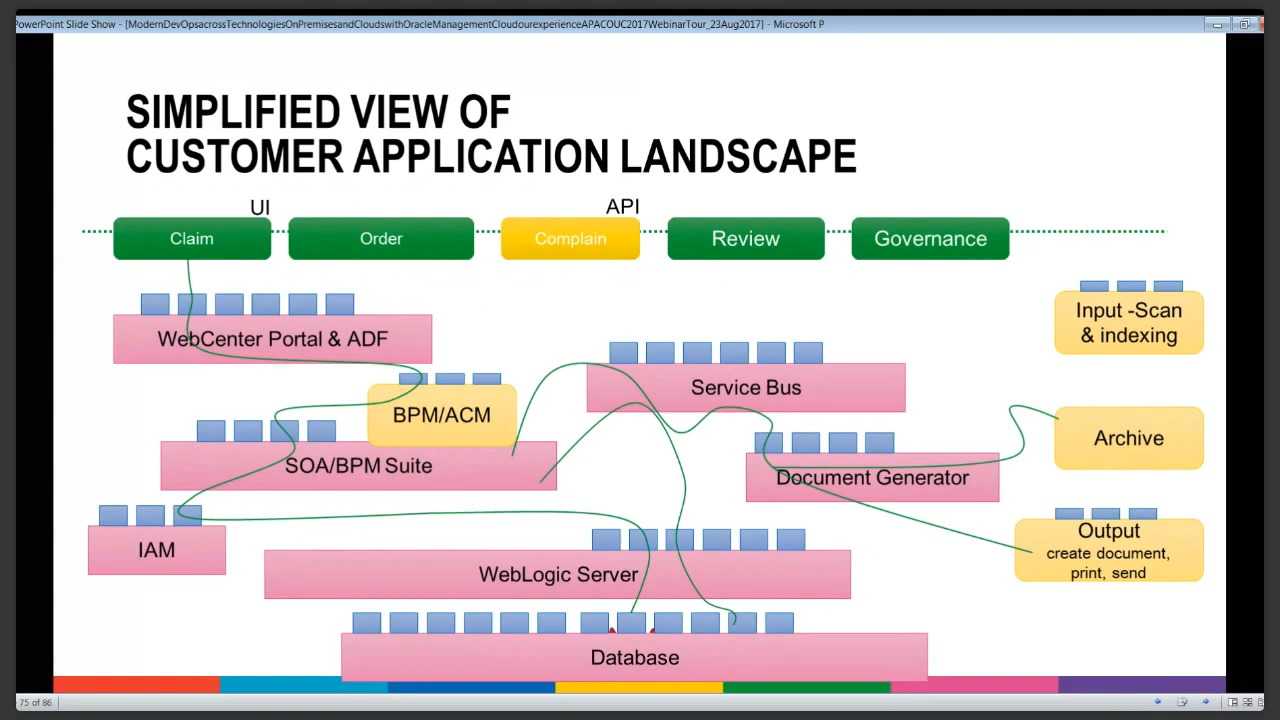 PowerPoint Slide Show - [ModernDevOpsacrossTechnologiesOnPremisesandCloudswithOracleManagementCloudourexperienceAPACOUC2017WebinarTour_23Aug2017] - Microsoft P
SIMPLIFIED VIEW OF
CUSTOMER APPLICATION LANDSCAPE
UI
API
Claim
Order
Complain
Review
Governance
Input -Scan
& indexing
WebCenter Portal & ADF
Service Bus
BPM/ACM
Archive
SOA/BPM Suite
Document Generator
IAM
Output
create document,
print, send
WebLogic Server
Database
75 of 86